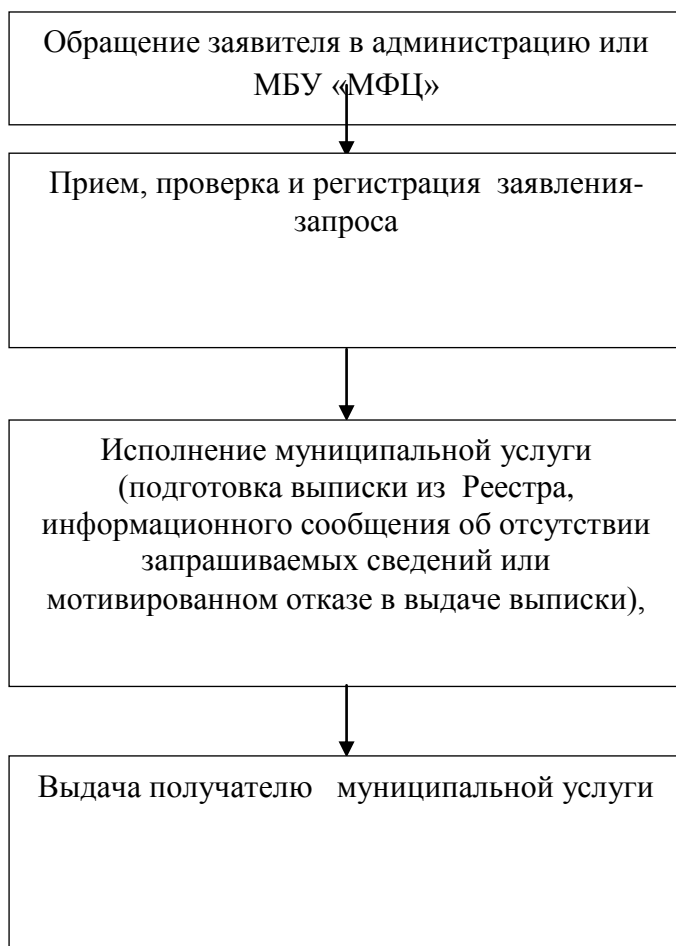 Обращение заявителя в администрацию или
МБУ «МФЦ»
Прием, проверка и регистрация заявления-
запроса
Исполнение муниципальной услуги
(подготовка выписки из Реестра,
информационного сообщения об отсутствии
запрашиваемых сведений или
мотивированном отказе в выдаче выписки),
Выдача получателю муниципальной услуги